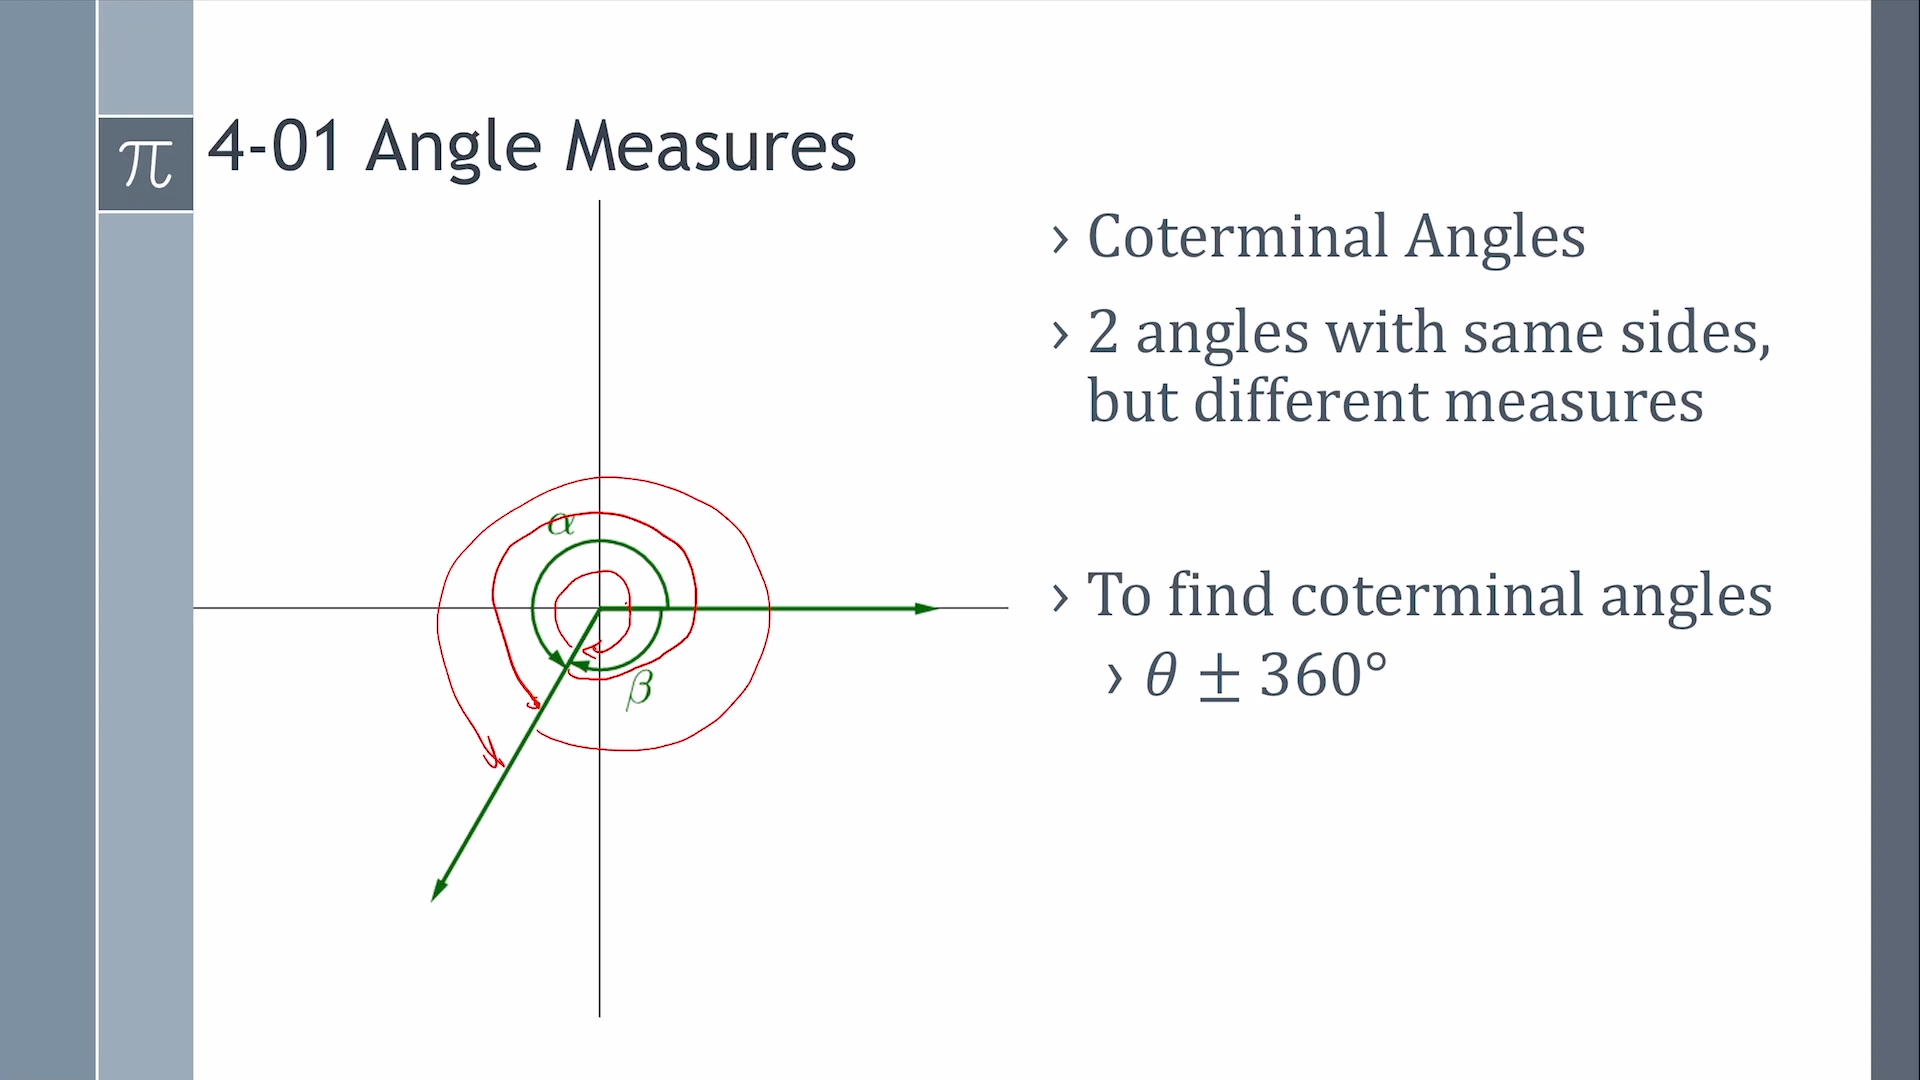 π
4-01 Angle Measures
› Coterminal Angles
› 2 angles with same sides,
but different measures
› To find coterminal angles
› θ ± 360°
α
β